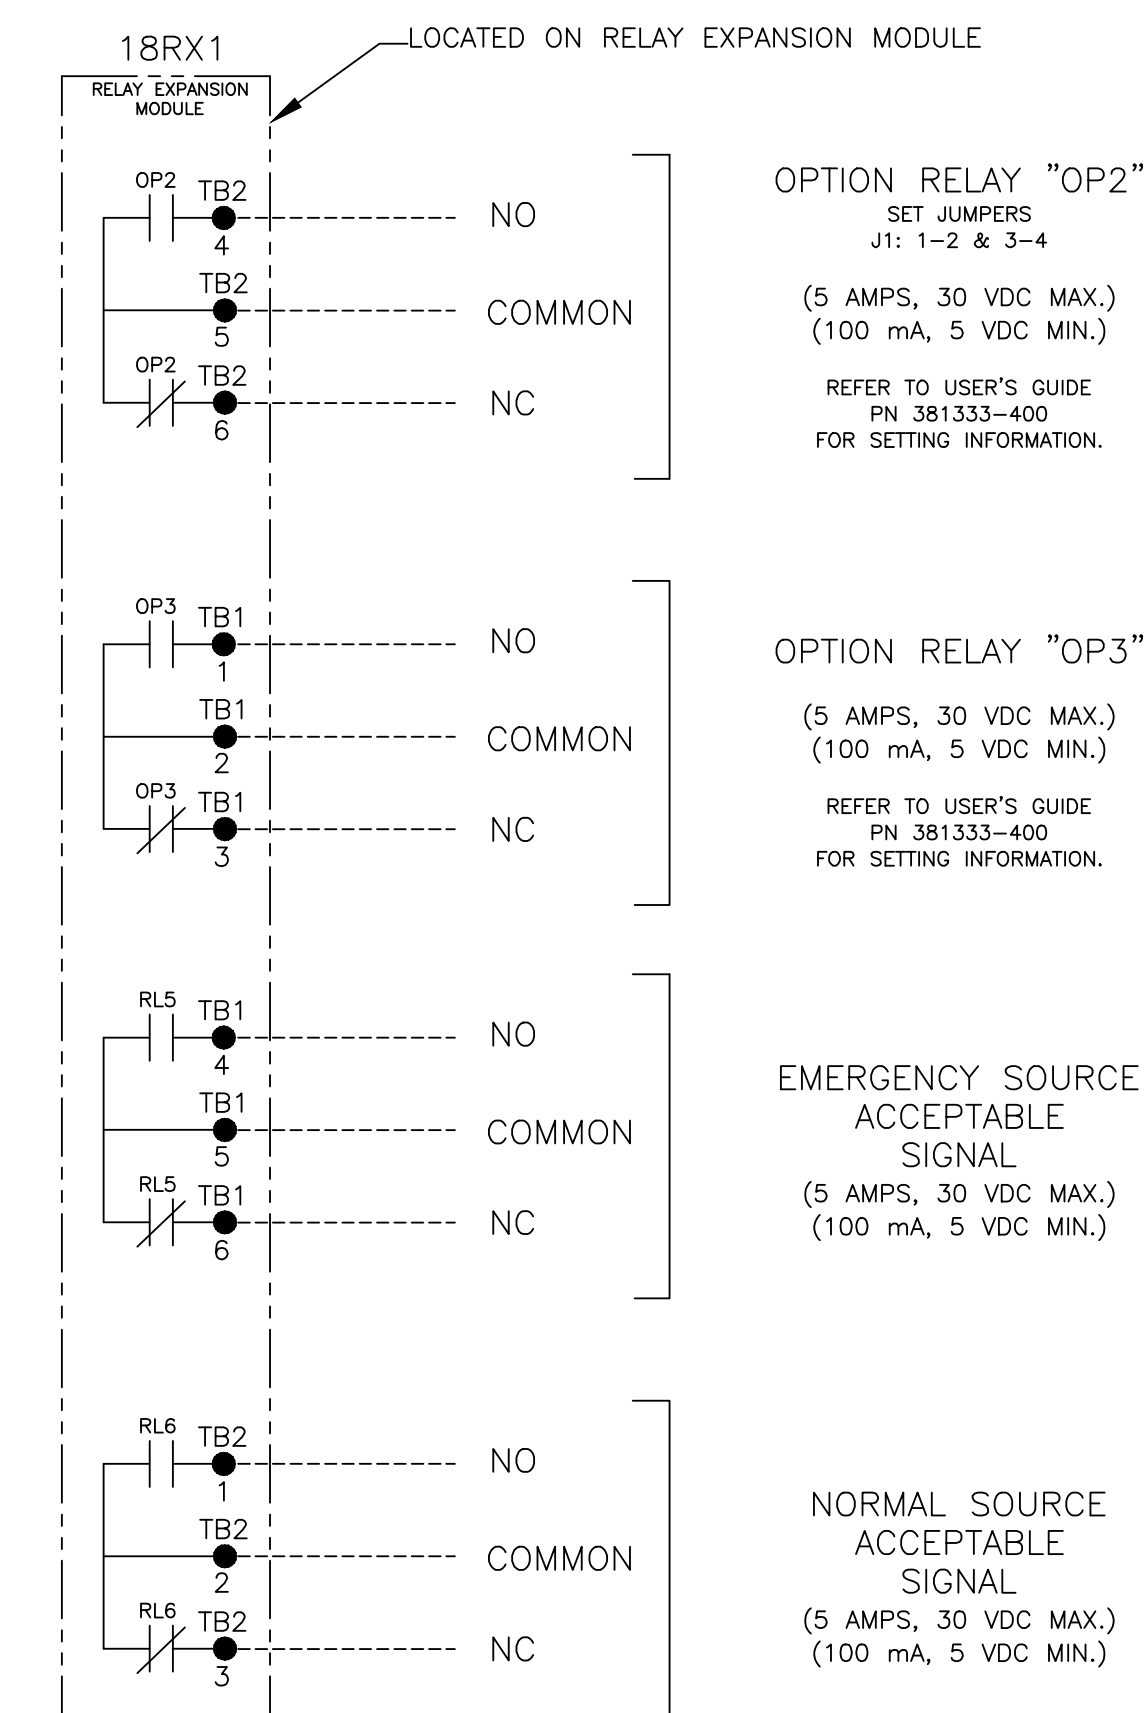 18RX1
LOCATED ON RELAY EXPANSION MODULE
RELAY EXPANSION
MODULE
OP2
TB2
4
NO
TB2
5
COMMON
OP2
TB2
6
NC
OPTION RELAY ”OP2”
SET JUMPERS
J1: 1–2 & 3–4
(5 AMPS, 30 VDC MAX.)
(100 mA, 5 VDC MIN.)
REFER TO USER'S GUIDE
PN 381333–400
FOR SETTING INFORMATION.
OP3
TB1
1
NO
TB1
2
COMMON
OP3
TB1
3
NC
OPTION RELAY ”OP3”
(5 AMPS, 30 VDC MAX.)
(100 mA, 5 VDC MIN.)
REFER TO USER'S GUIDE
PN 381333–400
FOR SETTING INFORMATION.
RL5
TB1
4
NO
TB1
5
COMMON
RL5
TB1
6
NC
EMERGENCY SOURCE
ACCEPTABLE
SIGNAL
(5 AMPS, 30 VDC MAX.)
(100 mA, 5 VDC MIN.)
RL6
TB2
1
NO
TB2
2
COMMON
RL6
TB2
3
NC
NORMAL SOURCE
ACCEPTABLE
SIGNAL
(5 AMPS, 30 VDC MAX.)
(100 mA, 5 VDC MIN.)